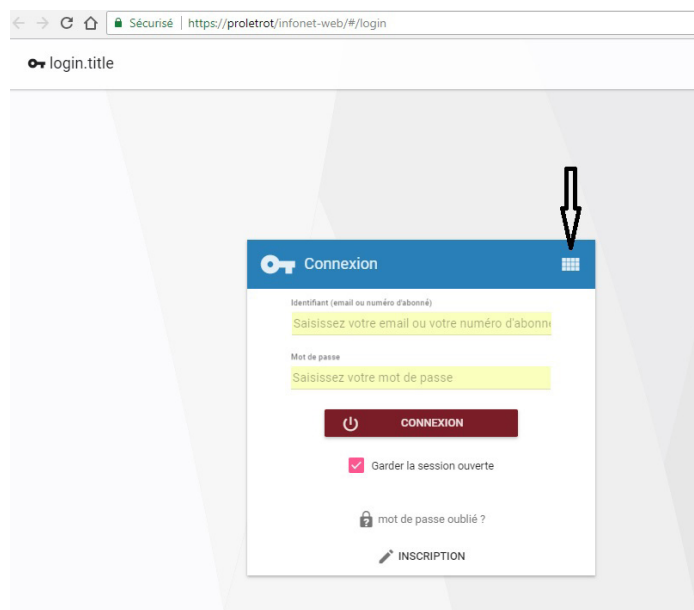 Sécurisé | https://proletrot/infonet-web/#/login
login.title
Connexion
Identifiant (email ou numéro d'abonné)
Saisissez votre email ou votre numéro d'abonné
Mot de passe
Saisissez votre mot de passe
CONNEXION
Garder la session ouverte
mot de passe oublié ?
INSCRIPTION